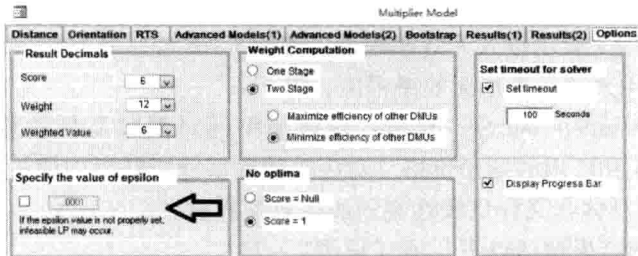 Multiplier Model
Distance Orientation RTS Advanced Models(1) Advanced Models(2) Bootstrap Results(1) Results(2) Options
Result Decimals
Score 6
Weight 12
Weighted Value 6
Weight Computation
One Stage
Two Stage
Maximize efficiency of other DMUs
Minimize efficiency of other DMUs
Set timeout for solver
Set timeout
100 Seconds
Display Progress Bar
Specify the value of epsilon
If the epsilon value is not properly set,
infeasible LP may occur.
No optima
Score = Null
Score = 1